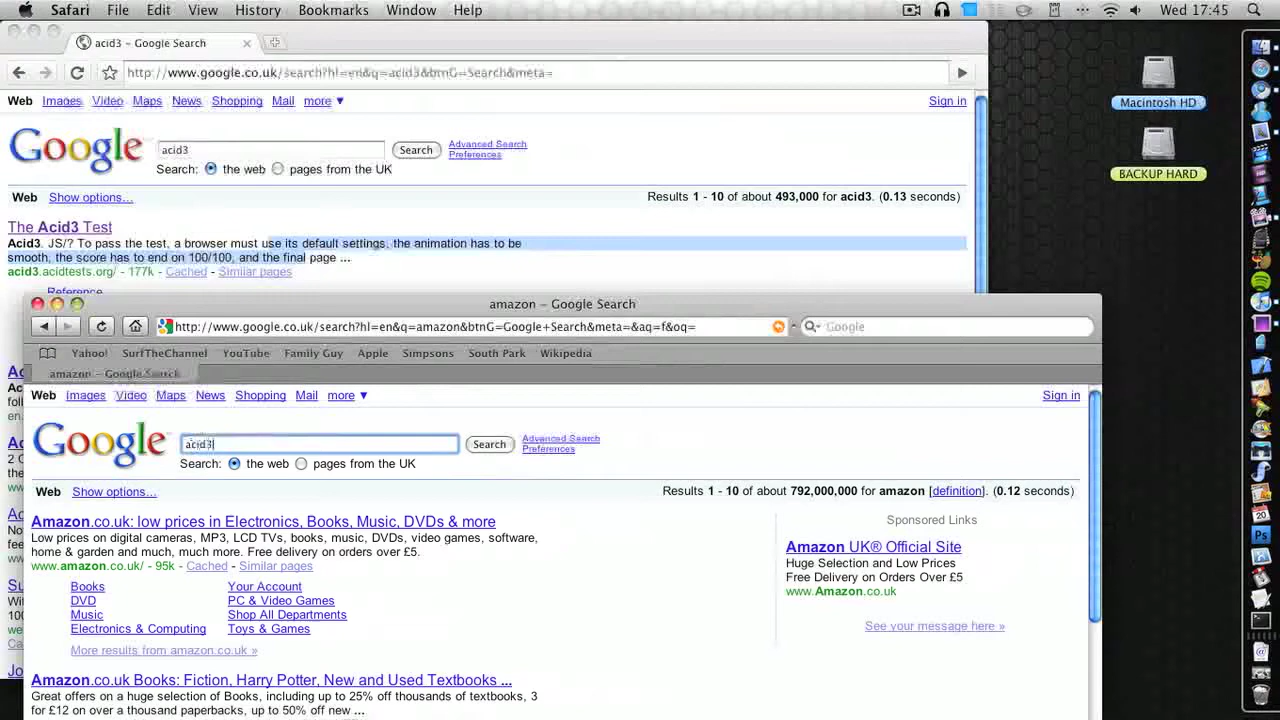 Safari File Edit View History Bookmarks Window Help Wed 17:45
acid3 – Google Search
http://www.google.co.uk/search?hl=en&q=acid3&btnG=Search&meta=
Web Images Video Maps News Shopping Mail more ▼ Sign in
Google acid3 Search Advanced Search
Preferences
Search: the web pages from the UK
Web Show options... Results 1 - 10 of about 493,000 for acid3. (0.13 seconds)
The Acid3 Test
Acid3. JS/? To pass the test, a browser must use its default settings, the animation has to be
smooth, the score has to end on 100/100, and the final page ...
acid3.acidtests.org/ - 177k - Cached - Similar pages
Reference
Macintosh HD
BACKUP HARD
amazon – Google Search
http://www.google.co.uk/search?hl=en&q=amazon&btnG=Google+Search&meta=&aq=f&oq= Google
Yahoo! SurfTheChannel YouTube Family Guy Apple Simpsons South Park Wikipedia
amazon – Google Search
Web Images Video Maps News Shopping Mail more ▼ Sign in
Google acid3 Search Advanced Search
Preferences
Search: the web pages from the UK
Web Show options... Results 1 - 10 of about 792,000,000 for amazon [definition]. (0.12 seconds)
Amazon.co.uk: low prices in Electronics, Books, Music, DVDs & more
Low prices on digital cameras, MP3, LCD TVs, books, music, DVDs, video games, software,
home & garden and much, much more. Free delivery on orders over £5.
www.amazon.co.uk/ - 95k - Cached - Similar pages
Books Your Account
DVD PC & Video Games
Music Shop All Departments
Electronics & Computing Toys & Games
More results from amazon.co.uk »
Amazon.co.uk Books: Fiction, Harry Potter, New and Used Textbooks ...
Great offers on a huge selection of Books, including up to 25% off thousands of textbooks, 3
for £12 on over a thousand paperbacks, up to 50% off new ...
Sponsored Links
Amazon UK® Official Site
Huge Selection and Low Prices
Free Delivery on Orders Over £5
www.Amazon.co.uk
See your message here »
20
Ps